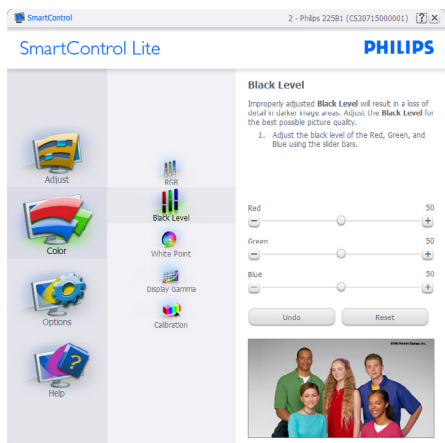 SmartControl
2 - Philips 225B1 (CS30715000001)
SmartControl Lite
PHILIPS
Adjust
Color
Options
Help
RGB
Black Level
White Point
Display Gamma
Calibration
Black Level
Improperly adjusted Black Level will result in a loss of
detail in darker image areas. Adjust the Black Level for
the best possible picture quality.
1. Adjust the black level of the Red, Green, and
Blue using the slider bars.
Red 50
Green 50
Blue 50
Undo
Reset